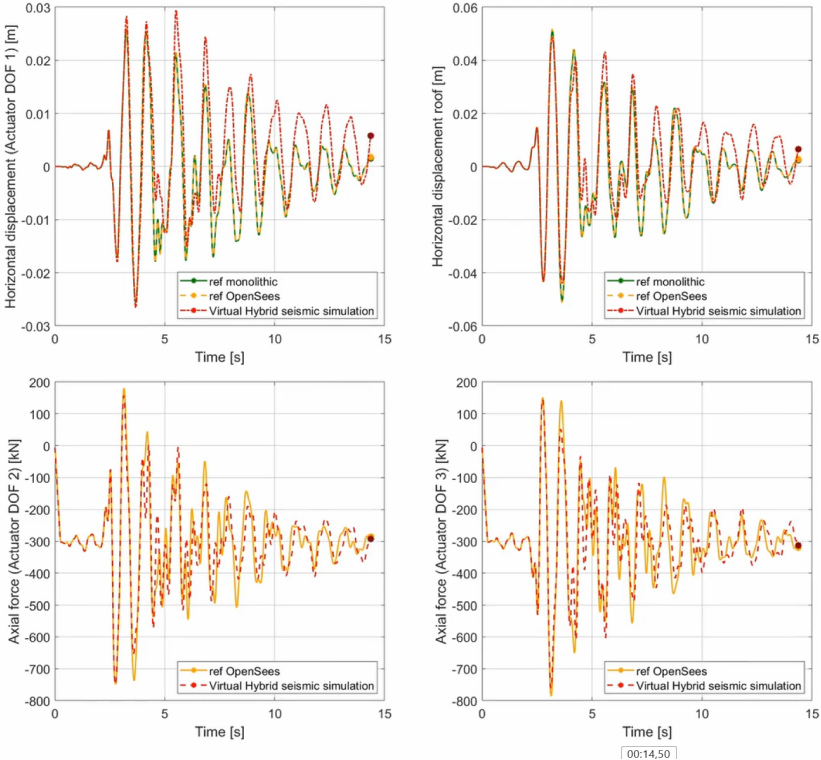 Horizontal displacement (Actuator DOF 1) [m]
0.03
0.02
0.01
0
-0.01
-0.02
-0.03
ref monolithic
ref OpenSees
Virtual Hybrid seismic simulation
0 5 10 15
Time [s]
Horizontal displacement roof [m]
0.06
0.04
0.02
0
-0.02
-0.04
-0.06
ref monolithic
ref OpenSees
Virtual Hybrid seismic simulation
0 5 10 15
Time [s]
Axial force (Actuator DOF 2) [kN]
200
100
0
-100
-200
-300
-400
-500
-600
-700
-800
ref OpenSees
Virtual Hybrid seismic simulation
0 5 10 15
Time [s]
Axial force (Actuator DOF 3) [kN]
200
100
0
-100
-200
-300
-400
-500
-600
-700
-800
ref OpenSees
Virtual Hybrid seismic simulation
0 5 10 15
Time [s]
00:14,50